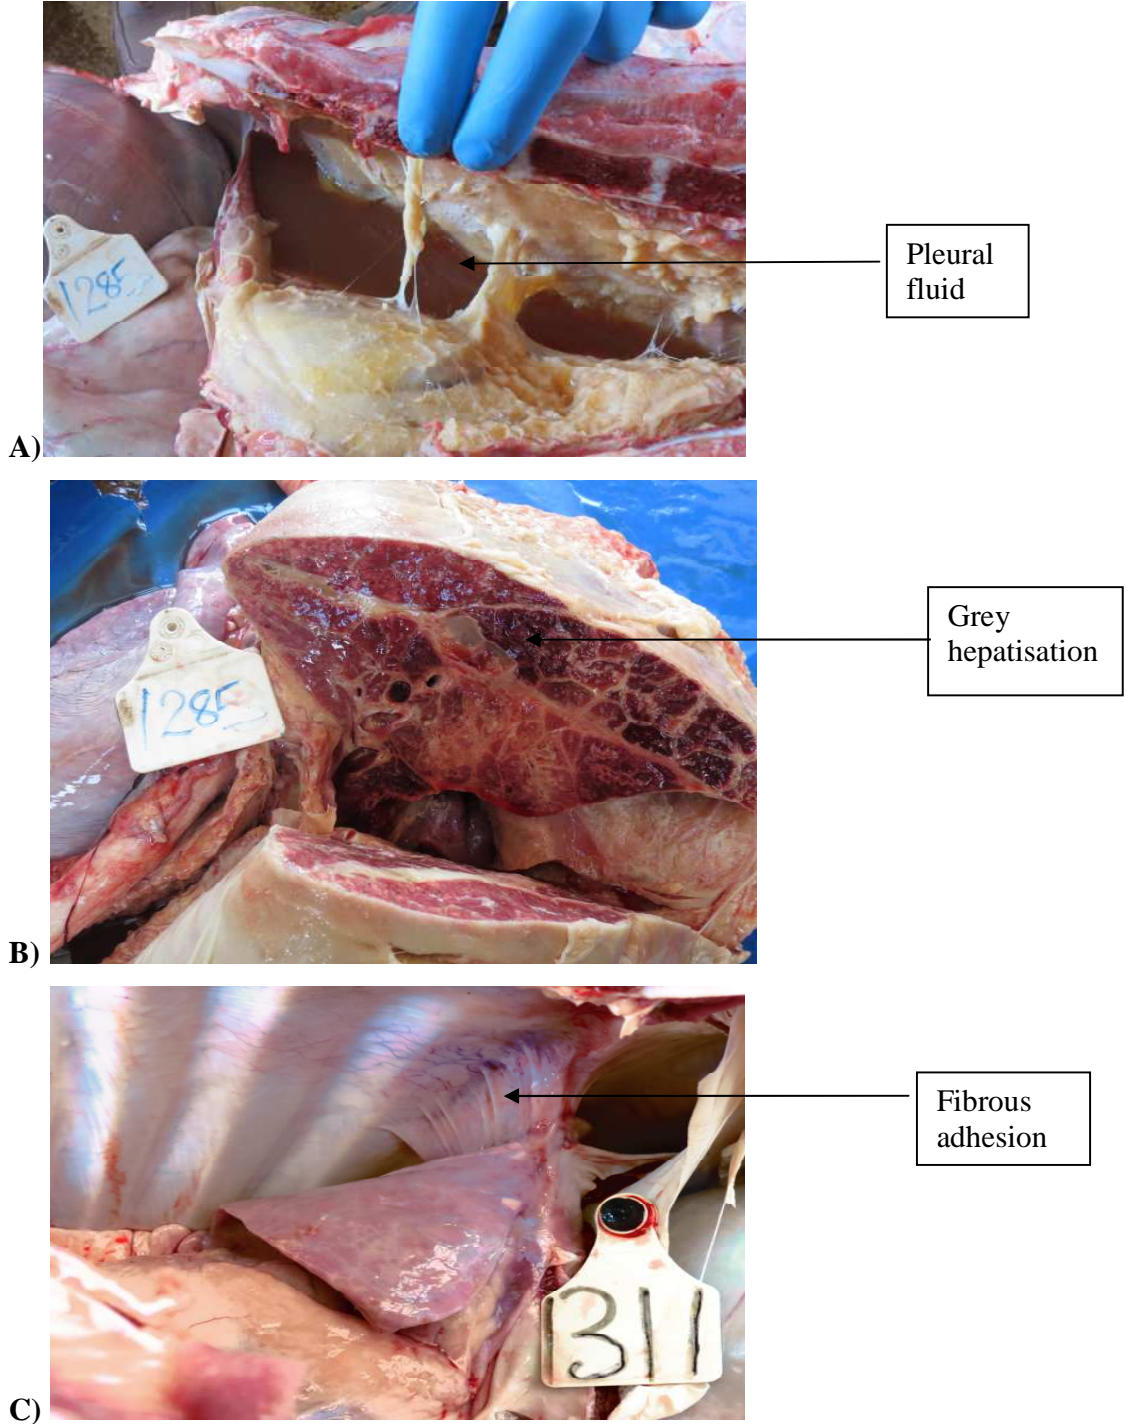 Pleural
fluid
1285
A)
Grey
hepatisation
1285
B)
Fibrous
adhesion
1311
C)